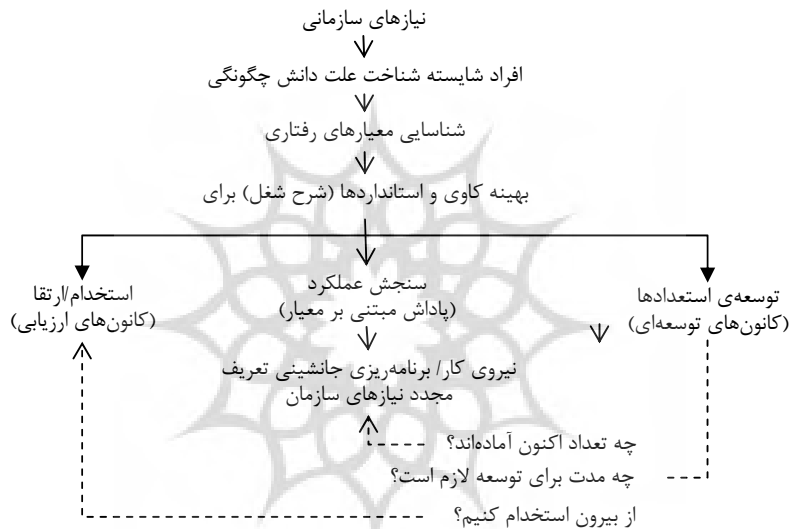 نیازهای سازمانی
افراد شایسته شناخت علت دانش چگونگی
شناسایی معیارهای رفتاری
بهینه کاوی و استانداردها (شرح شغل) برای
توسعه‌ی استعدادها
(کانون‌های توسعه‌ای)
سنجش عملکرد
(پاداش مبتنی بر معیار)
استخدام/ارتقا
(کانون‌های ارزیابی)
نیروی کار/ برنامه‌ریزی جانشینی تعریف
مجدد نیازهای سازمان
چه تعداد اکنون آماده‌اند؟
چه مدت برای توسعه لازم است؟
از بیرون استخدام کنیم؟